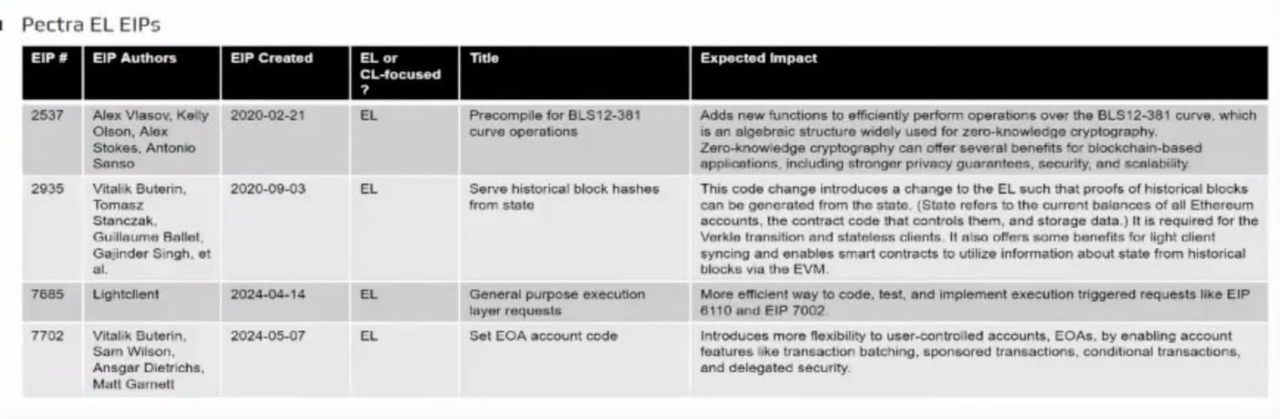 Pectra EL EIPs
EIP # EIP Authors EIP Created EL or CL-focused ? Title Expected Impact
2537 Alex Vlasov, Kelly Olson, Alex Stokes, Antonio Sanso 2020-02-21 EL Precompile for BLS12-381 curve operations Adds new functions to efficiently perform operations over the BLS12-381 curve, which is an algebraic structure widely used for zero-knowledge cryptography. Zero-knowledge cryptography can offer several benefits for blockchain-based applications, including stronger privacy guarantees, security, and scalability.
2935 Vitalik Buterin, Tomasz Stanczak, Guillaume Ballet, Gajinder Singh, et al. 2020-09-03 EL Serve historical block hashes from state This code change introduces a change to the EL such that proofs of historical blocks can be generated from the state. (State refers to the current balances of all Ethereum accounts, the contract code that controls them, and storage data.) It is required for the Verkle transition and stateless clients. It also offers some benefits for light client syncing and enables smart contracts to utilize information about state from historical blocks via the EVM.
7685 Lightclient 2024-04-14 EL General purpose execution layer requests More efficient way to code, test, and implement execution triggered requests like EIP 6110 and EIP 7002.
7702 Vitalik Buterin, Sam Wilson, Ansgar Dietrichs, Matt Garnett 2024-05-07 EL Set EOA account code Introduces more flexibility to user-controlled accounts, EOAs, by enabling account features like transaction batching, sponsored transactions, conditional transactions, and delegated security.